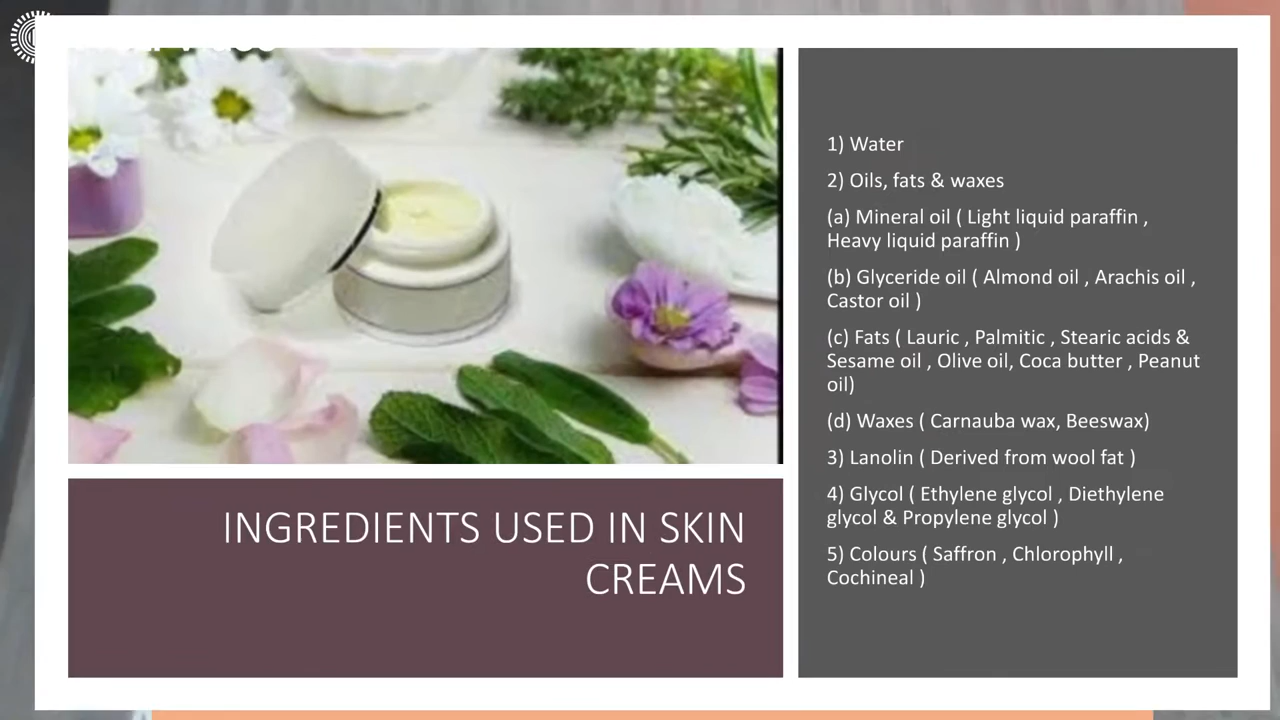 INGREDIENTS USED IN SKIN
CREAMS
1) Water
2) Oils, fats & waxes
(a) Mineral oil ( Light liquid paraffin ,
Heavy liquid paraffin )
(b) Glyceride oil ( Almond oil , Arachis oil ,
Castor oil )
(c) Fats ( Lauric , Palmitic , Stearic acids &
Sesame oil , Olive oil, Coca butter , Peanut
oil)
(d) Waxes ( Carnauba wax, Beeswax)
3) Lanolin ( Derived from wool fat )
4) Glycol ( Ethylene glycol , Diethylene
glycol & Propylene glycol )
5) Colours ( Saffron , Chlorophyll ,
Cochineal )